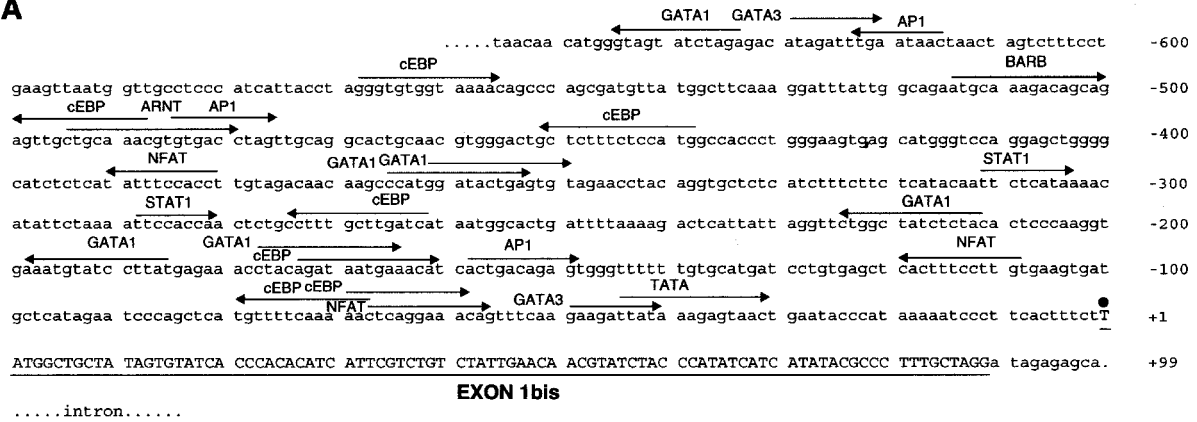 A
GATA1 GATA3 AP1
.....taacaa catgggtagt atctagagac atagatttga ataactaact agtctttcct -600
cEBP BARB
gaagttaatg gttgcctccc atcattacct agggtgtggt aaaacagccc agcgatgtta tggcttcaaa ggatttattg gcagaatgca aagacagcag -500
cEBP ARNT AP1 cEBP
agttgctgca aacgtgtgac ctagttgcag gcactgcaac gtgggactgc tctttctcca tggccaccct gggaagtgag catgggtcca ggagctgggg -400
NFAT GATA1 GATA1 STAT1
catctctcat atttccacct tgtagacaac aagcccatgg atactgagtg tagaacctac aggtgctctc atctttcttc tcatacaatt ctcataaaac -300
STAT1 cEBP GATA1
atattctaaa attccaccaa ctctgccttt gcttgatcat aatggcactg attttaaaag actcattatt aggttctggc tatctctaca ctcccaaggt -200
GATA1 GATA1 cEBP AP1 NFAT
gaaatgtatc cttatgagaa acctacagat aatgaaacat cactgacaga gtgggttttt tgtgcatgat cctgtgagct cactttcctt gtgaagtgat -100
cEBP cEBP NFAT GATA3 TATA
gctcatagaa tcccagctca tgttttcaaa aactcaggaa acagtttcaa gaagattata aagagtaact gaatacccat aaaaatccct tcactttctT +1
ATGGCTGCTA TAGTGTATCA CCCACACATC ATTCGTCTGT CTATTGAACA ACGTATCTAC CCATATCATC ATATACGCCC TTTGCTAGGa tagagagca. +99
EXON 1bis
.....intron......